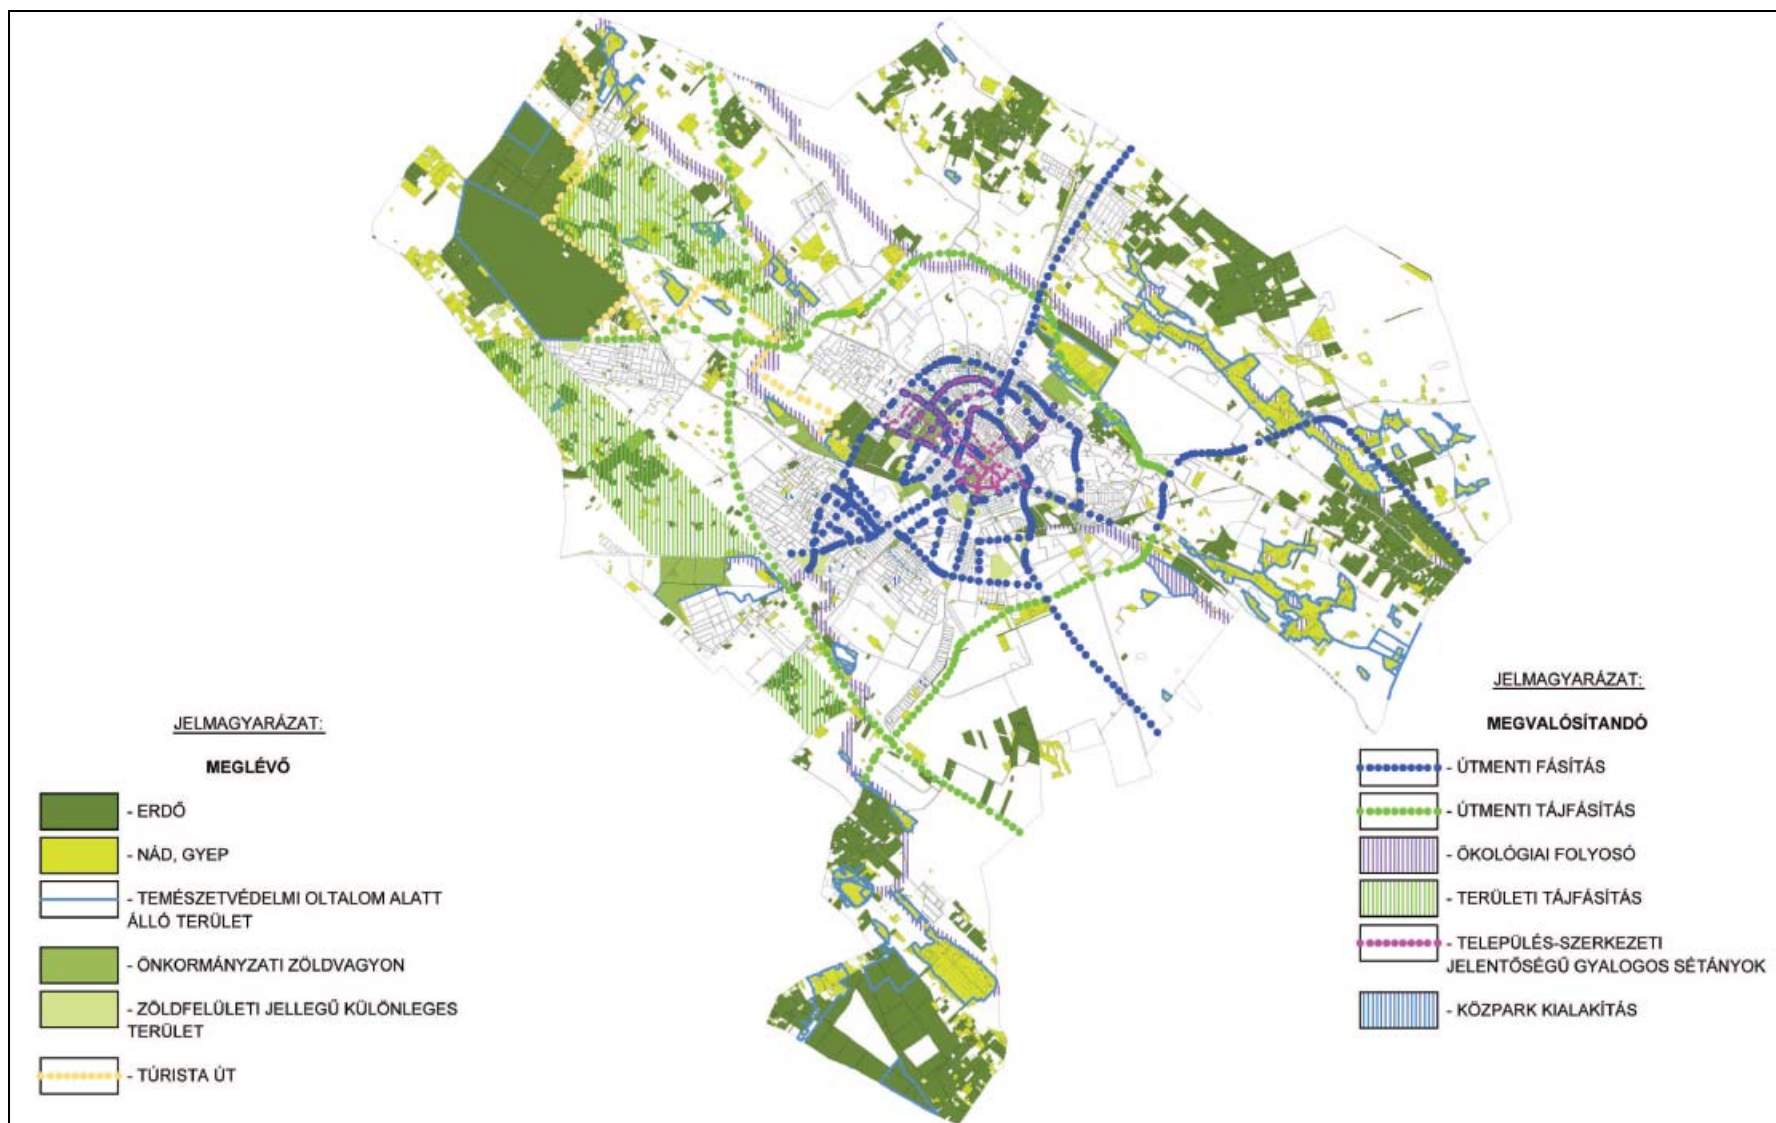 JELMAGYARÁZAT:
MEGLÉVŐ
- ERDŐ
- NÁD, GYEP
- TEMÉSZETVÉDELMI OLTALOM ALATT
ÁLLÓ TERÜLET
- ÖNKORMÁNYZATI ZÖLDVAGYON
- ZÖLDFELÜLETI JELLEGŰ KÜLÖNLEGES
TERÜLET
- TÚRISTA ÚT
JELMAGYARÁZAT:
MEGVALÓSÍTANDÓ
- ÚTMENTI FÁSÍTÁS
- ÚTMENTI TÁJFÁSÍTÁS
- ÖKOLÓGIAI FOLYOSÓ
- TERÜLETI TÁJFÁSÍTÁS
- TELEPÜLÉS-SZERKEZETI
JELENTŐSÉGŰ GYALOGOS SÉTÁNYOK
- KÖZPARK KIALAKÍTÁS